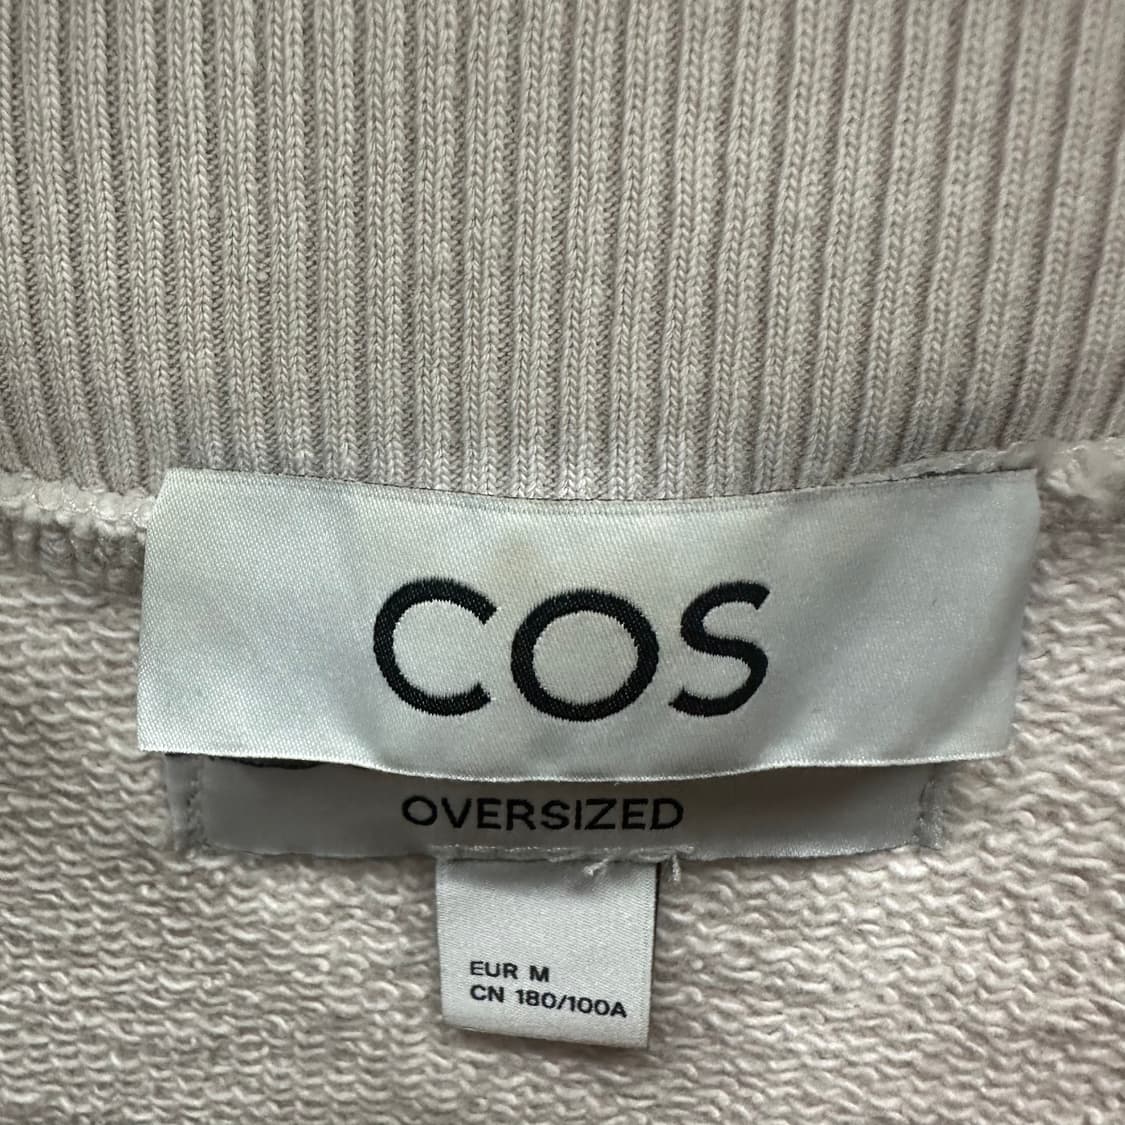 COS
OVERSIZED
EUR M
CN 180/100A